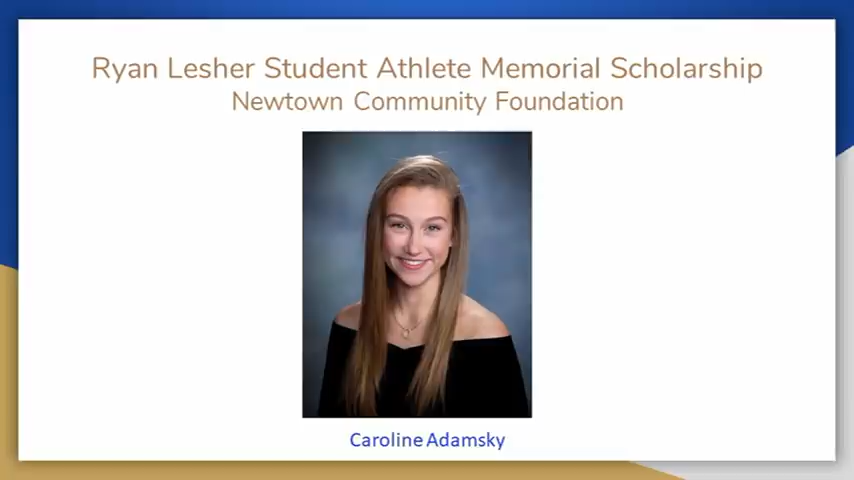 Ryan Lesher Student Athlete Memorial Scholarship
Newtown Community Foundation
Caroline Adamsky